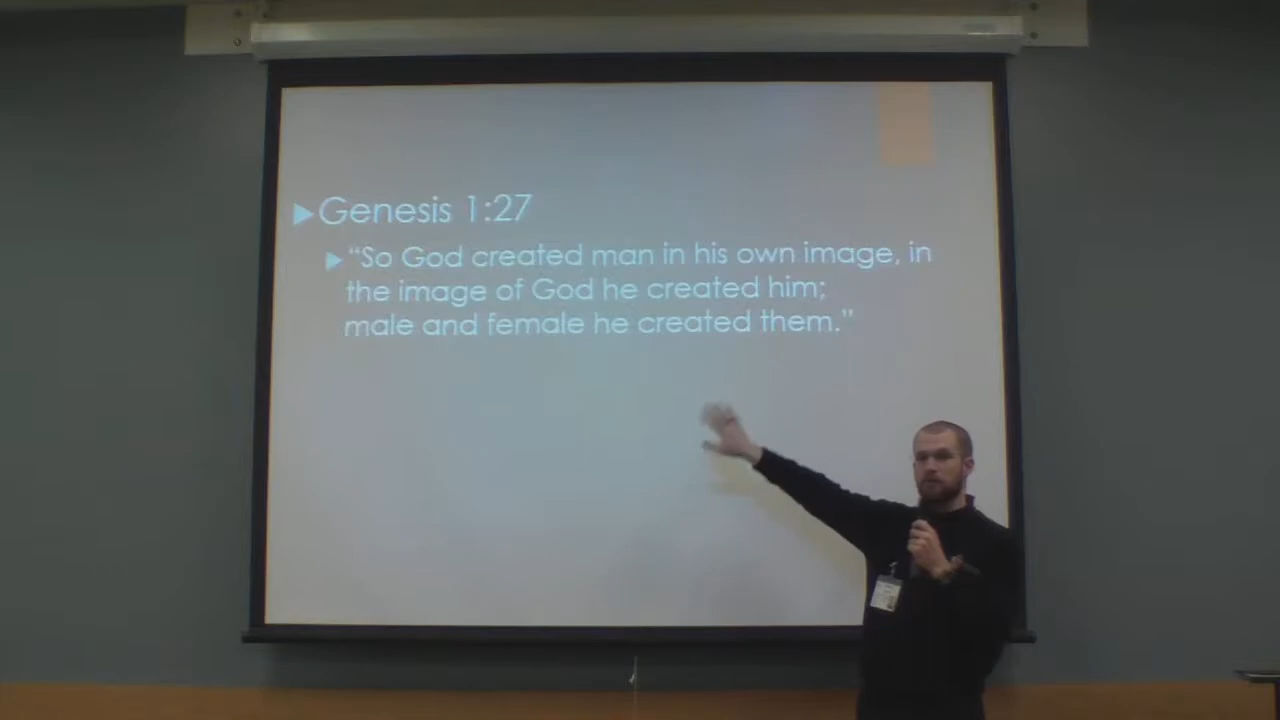 Genesis 1:27
“So God created man in his own image, in
the image of God he created him;
male and female he created them.”